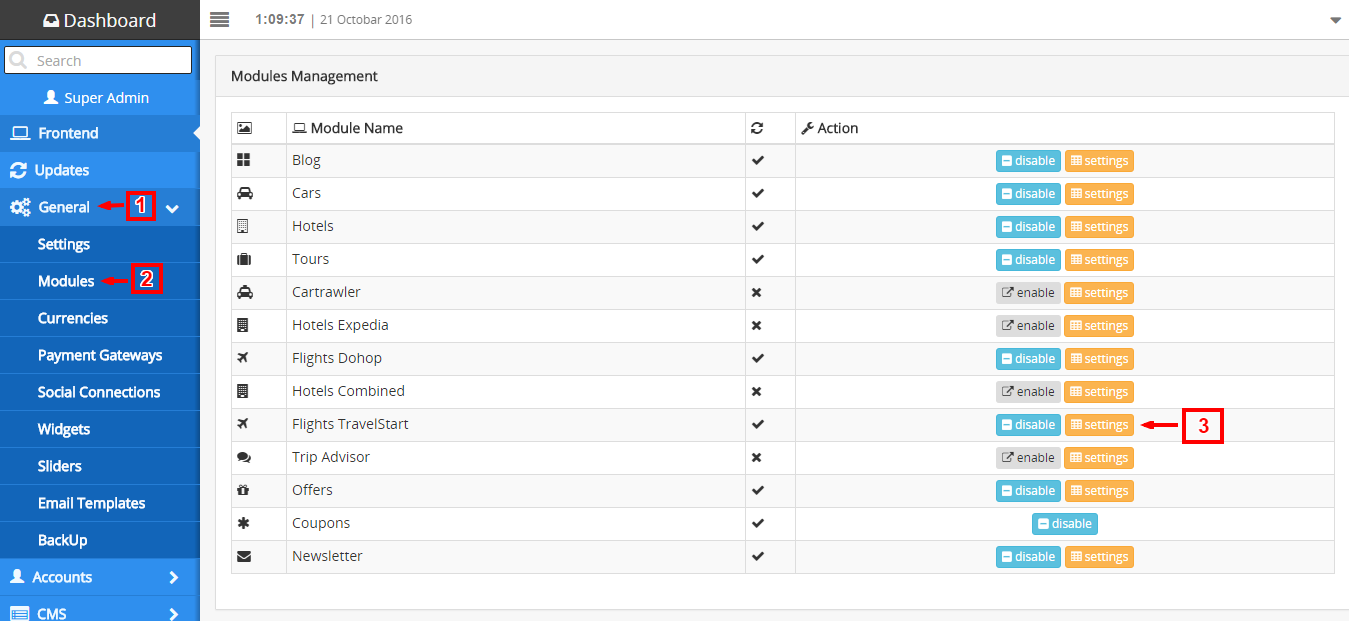 Dashboard
1:09:37 | 21 Octobar 2016
Search
Super Admin
Frontend
Updates
General 1
Settings
Modules 2
Currencies
Payment Gateways
Social Connections
Widgets
Sliders
Email Templates
BackUp
Accounts
CMS
Modules Management
Module Name Action
Blog disable settings
Cars disable settings
Hotels disable settings
Tours disable settings
Cartrawler enable settings
Hotels Expedia enable settings
Flights Dohop disable settings
Hotels Combined enable settings
Flights TravelStart disable settings 3
Trip Advisor enable settings
Offers disable settings
Coupons disable
Newsletter disable settings